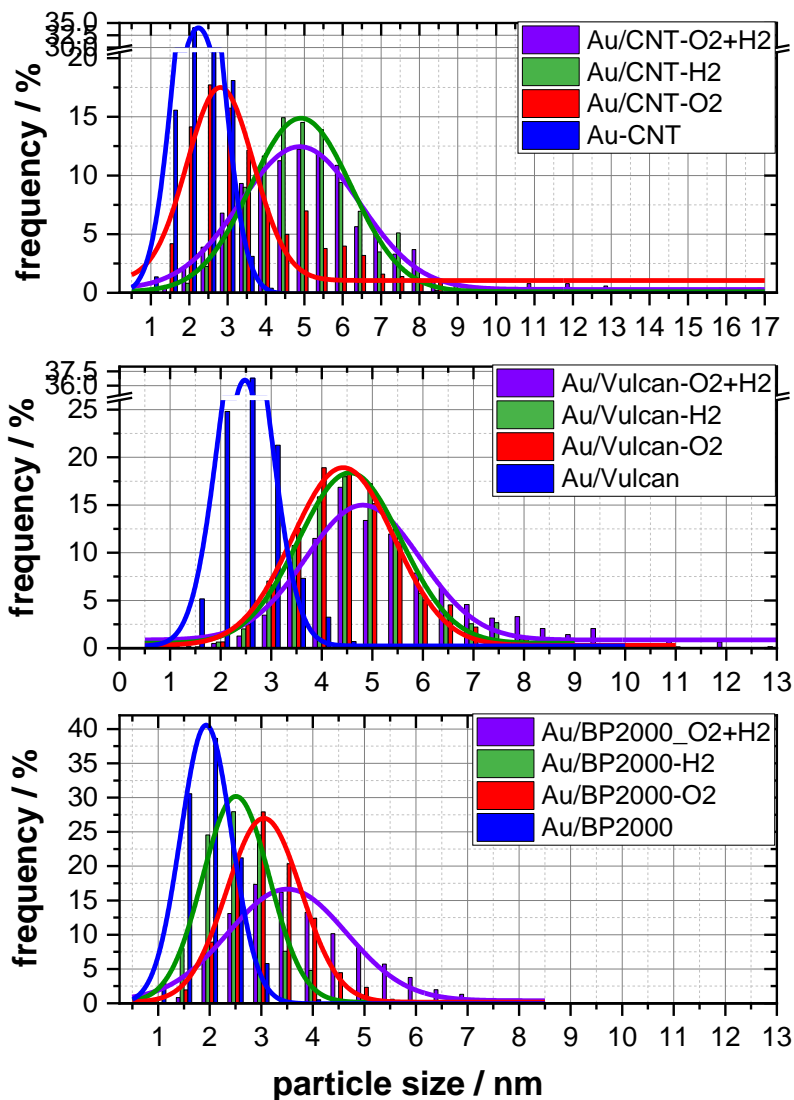 35.0
32.5
30.0
20
15
10
5
0
frequency / %
Au/CNT-O2+H2
Au/CNT-H2
Au/CNT-O2
Au-CNT
1 2 3 4 5 6 7 8 9 10 11 12 13 14 15 16 17
37.5
36.0
25
20
15
10
5
0
frequency / %
Au/Vulcan-O2+H2
Au/Vulcan-H2
Au/Vulcan-O2
Au/Vulcan
0 1 2 3 4 5 6 7 8 9 10 11 12 13
40
35
30
25
20
15
10
5
0
frequency / %
Au/BP2000_O2+H2
Au/BP2000-H2
Au/BP2000-O2
Au/BP2000
1 2 3 4 5 6 7 8 9 10 11 12
particle size / nm